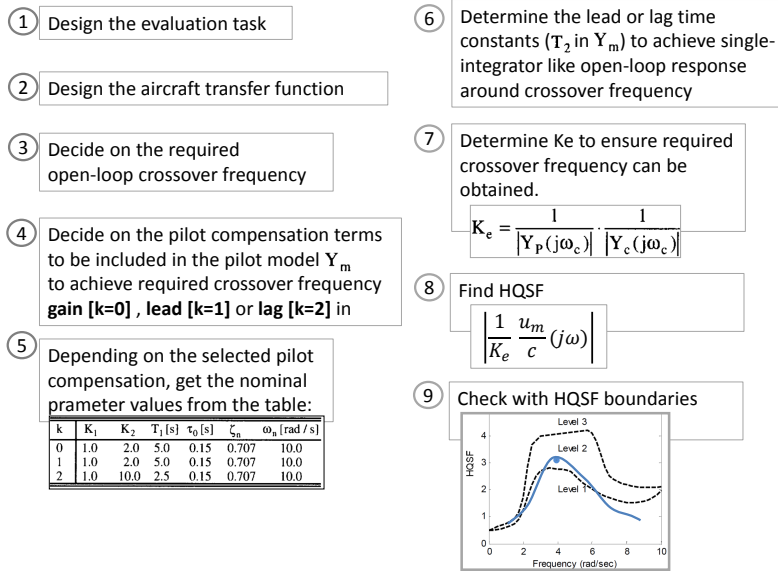 1 Design the evaluation task
2 Design the aircraft transfer function
3 Decide on the required
open-loop crossover frequency
4 Decide on the pilot compensation terms
to be included in the pilot model Yₘ
to achieve required crossover frequency
gain [k=0] , lead [k=1] or lag [k=2] in
5 Depending on the selected pilot
compensation, get the nominal
prameter values from the table:
k K₁ K₂ T₁[s] τ₀[s] ζₙ ωₙ[rad / s]
0 1.0 2.0 5.0 0.15 0.707 10.0
1 1.0 2.0 5.0 0.15 0.707 10.0
2 1.0 10.0 2.5 0.15 0.707 10.0
6 Determine the lead or lag time
constants (T₂ in Yₘ) to achieve single-
integrator like open-loop response
around crossover frequency
7 Determine Ke to ensure required
crossover frequency can be
obtained.
Kₑ = 1 / |Y_P(jω_c)| · 1 / |Y_c(jω_c)|
8 Find HQSF
|1/Kₑ uₘ/c (jω)|
9 Check with HQSF boundaries
Level 3
Level 2
Level 1
HQSF
4
3
2
1
0
0 2 4 6 8 10
Frequency (rad/sec)